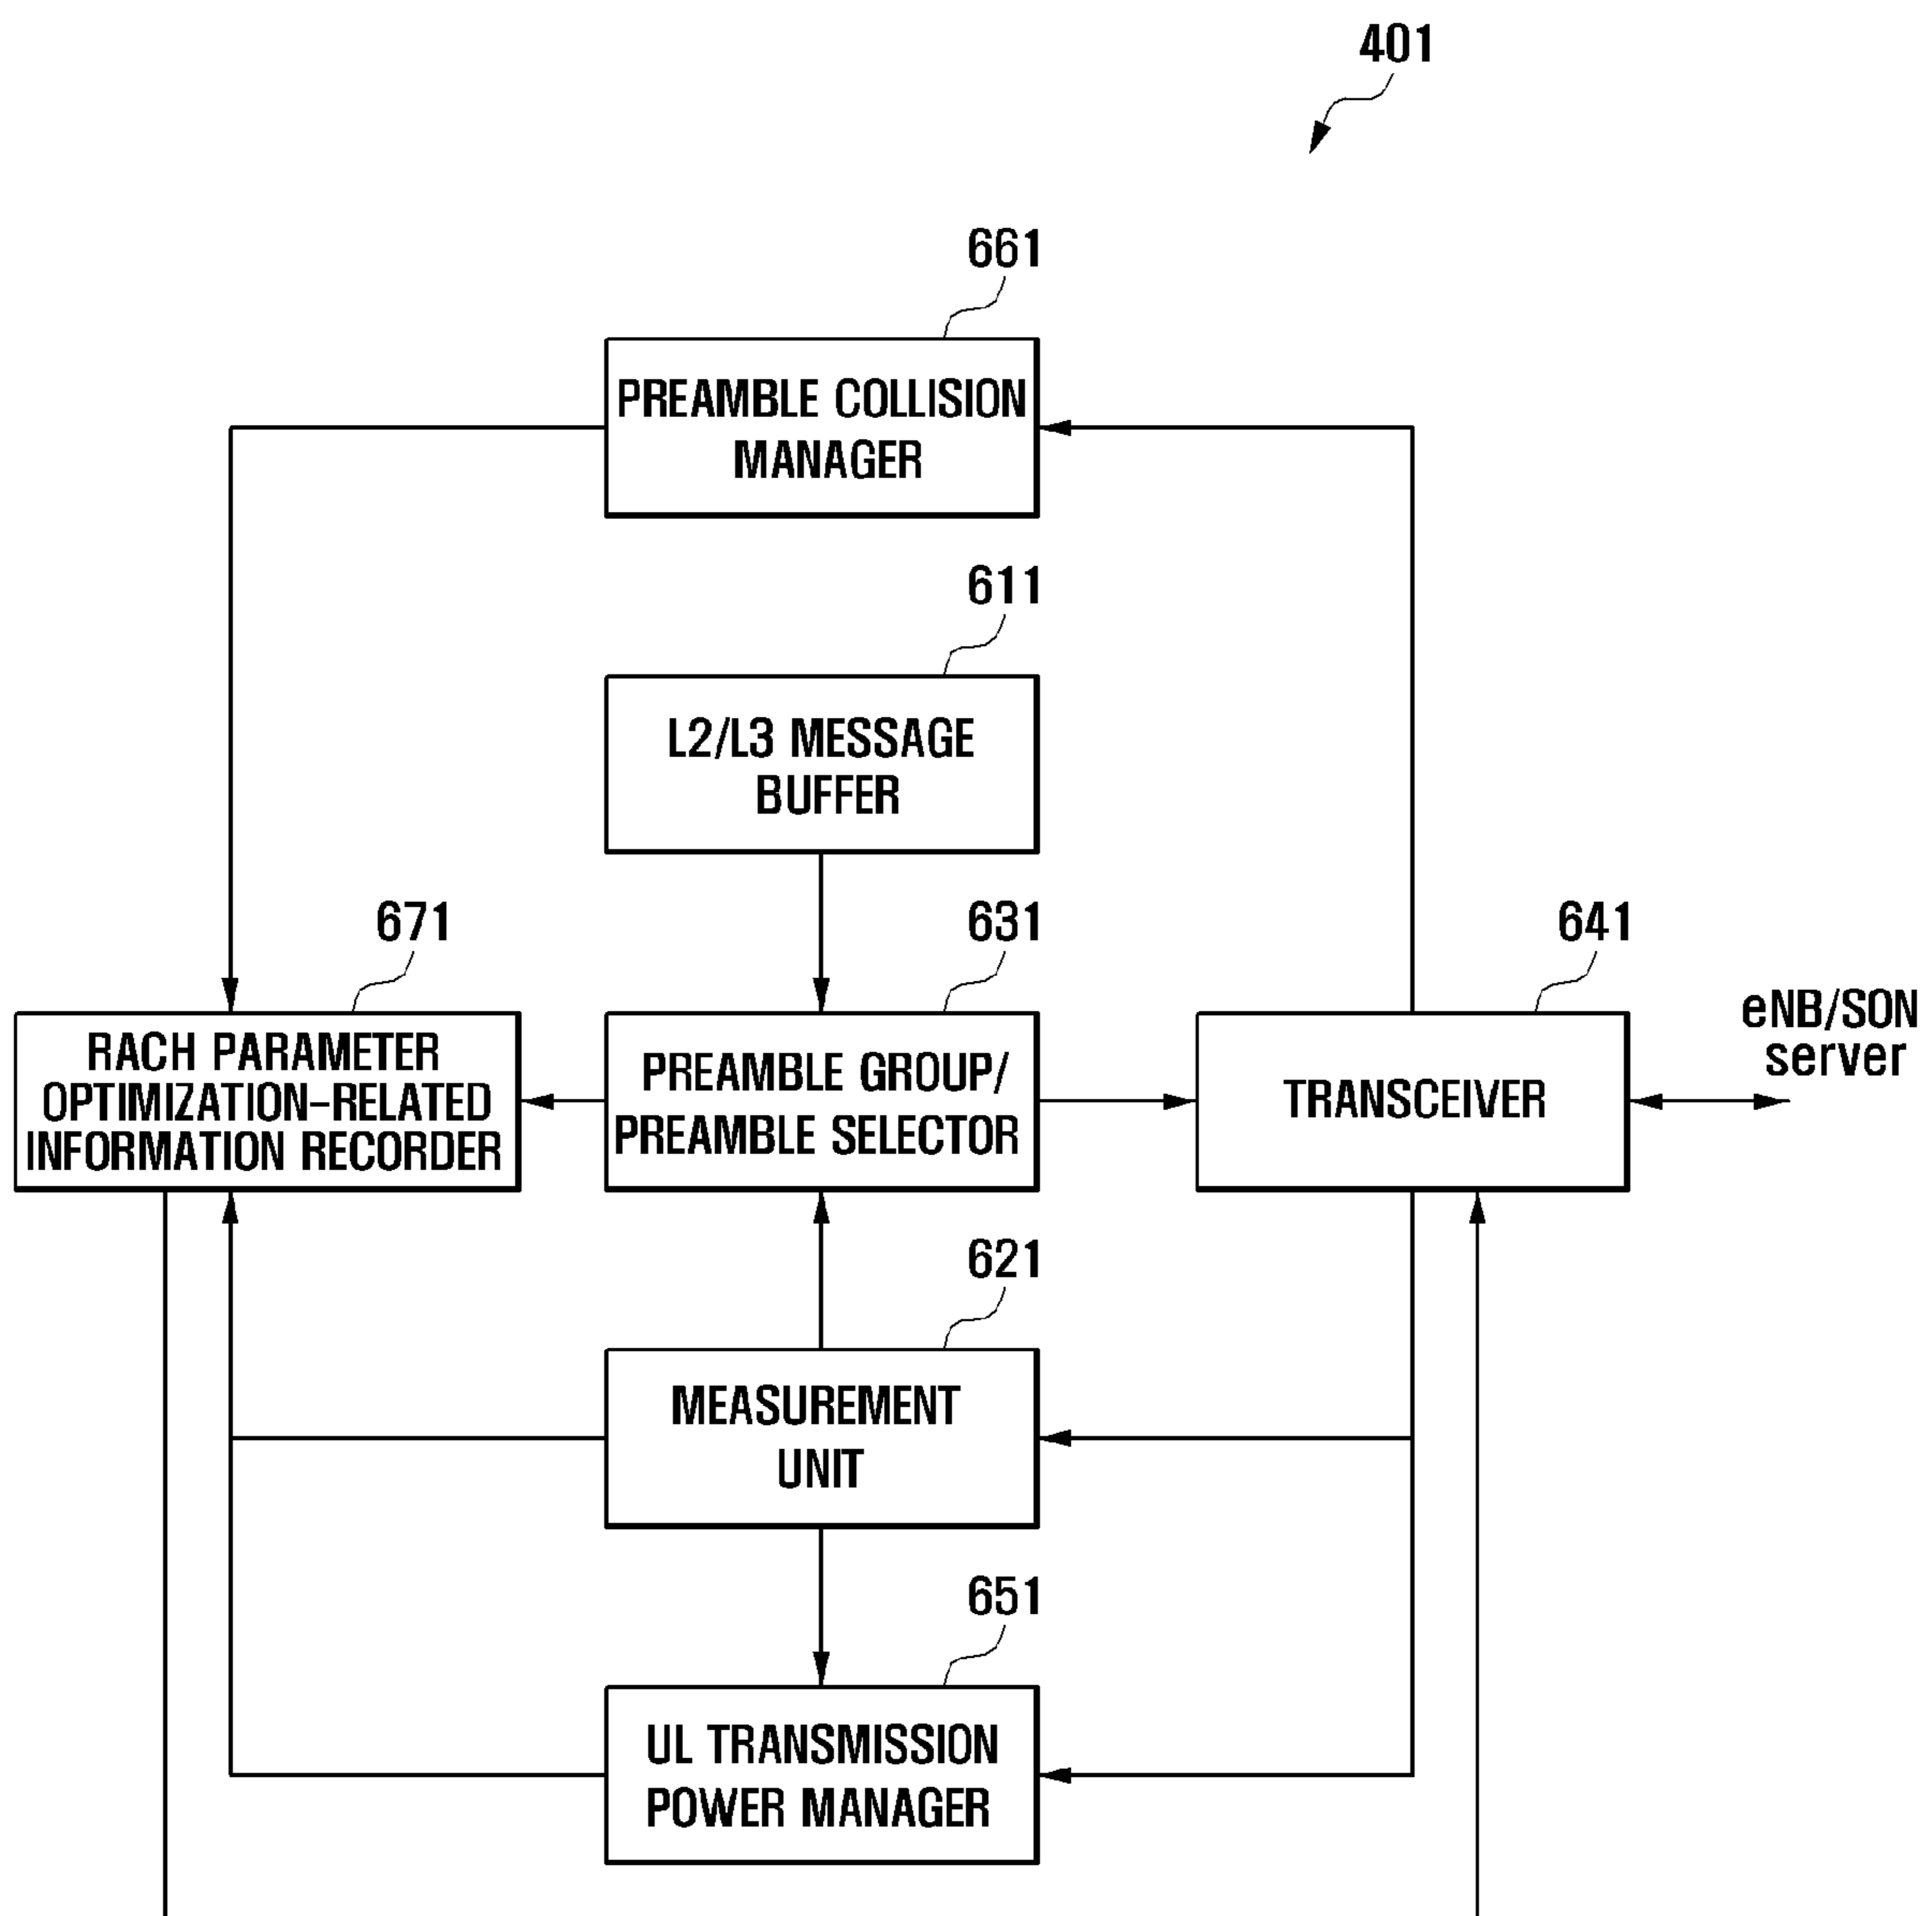 401
661
PREAMBLE COLLISION
MANAGER
611
L2/L3 MESSAGE
BUFFER
671
RACH PARAMETER
OPTIMIZATION-RELATED
INFORMATION RECORDER
631
PREAMBLE GROUP/
PREAMBLE SELECTOR
641
TRANSCEIVER
eNB/SON
server
621
MEASUREMENT
UNIT
651
UL TRANSMISSION
POWER MANAGER